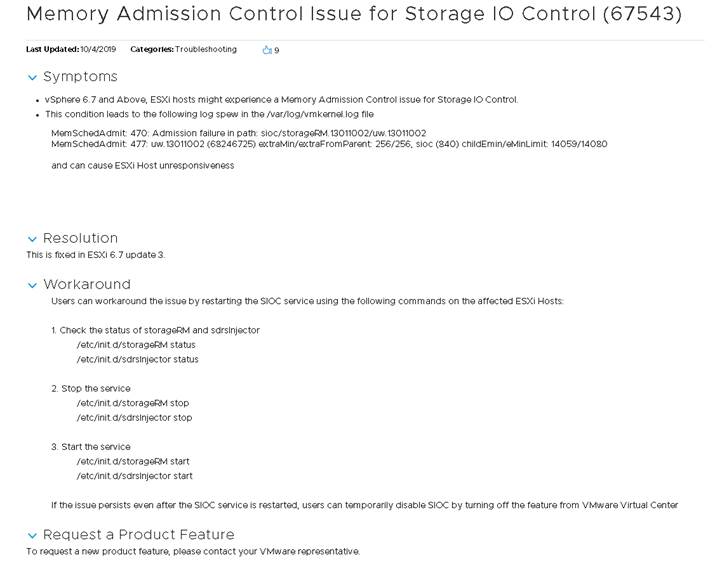 Memory Admission Control Issue for Storage IO Control (67543)
Last Updated: 10/4/2019 Categories: Troubleshooting 9
Symptoms
• vSphere 6.7 and Above, ESXi hosts might experience a Memory Admission Control issue for Storage IO Control.
• This condition leads to the following log spew in the /var/log/vmkernel.log file
MemSchedAdmit: 470: Admission failure in path: sioc/storageRM.13011002/uw.13011002
MemSchedAdmit: 477: uw.13011002 (68246725) extraMin/extraFromParent: 256/256, sioc (840) childEmin/eMinLimit: 14059/14080
and can cause ESXi Host unresponsiveness
Resolution
This is fixed in ESXi 6.7 update 3.
Workaround
Users can workaround the issue by restarting the SIOC service using the following commands on the affected ESXi Hosts:
1. Check the status of storageRM and sdrsInjector
/etc/init.d/storageRM status
/etc/init.d/sdrsInjector status
2. Stop the service
/etc/init.d/storageRM stop
/etc/init.d/sdrsInjector stop
3. Start the service
/etc/init.d/storageRM start
/etc/init.d/sdrsInjector start
If the issue persists even after the SIOC service is restarted, users can temporarily disable SIOC by turning off the feature from VMware Virtual Center
Request a Product Feature
To request a new product feature, please contact your VMware representative.